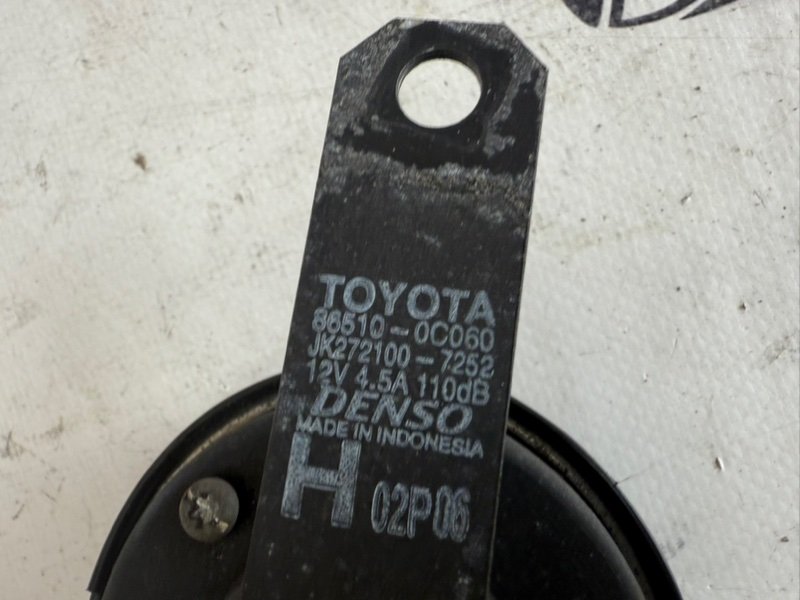 TOYOTA
86510-0C060
JK272100-7252
12V 4.5A 110dB
DENSO
MADE IN INDONESIA
H 02P06